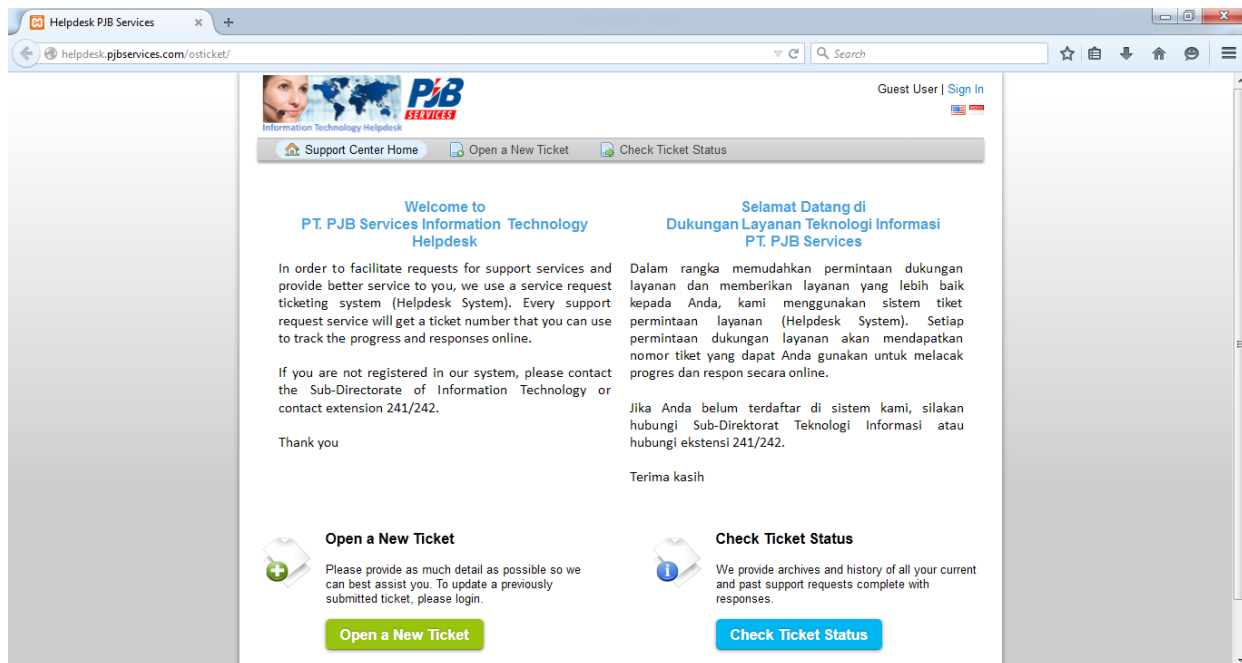 Helpdesk PJB Services
helpdesk.pjbservices.com/osticket/
Search
PJB
SERVICES
Information Technology Helpdesk
Guest User | Sign In
Support Center Home
Open a New Ticket
Check Ticket Status
Welcome to
PT. PJB Services Information Technology
Helpdesk
In order to facilitate requests for support services and
provide better service to you, we use a service request
ticketing system (Helpdesk System). Every support
request service will get a ticket number that you can use
to track the progress and responses online.
If you are not registered in our system, please contact
the Sub-Directorate of Information Technology or
contact extension 241/242.
Thank you
Selamat Datang di
Dukungan Layanan Teknologi Informasi
PT. PJB Services
Dalam rangka memudahkan permintaan dukungan
layanan dan memberikan layanan yang lebih baik
kepada Anda, kami menggunakan sistem tiket
permintaan layanan (Helpdesk System). Setiap
permintaan dukungan layanan akan mendapatkan
nomor tiket yang dapat Anda gunakan untuk melacak
progres dan respon secara online.
Jika Anda belum terdaftar di sistem kami, silakan
hubungi Sub-Direktorat Teknologi Informasi atau
hubungi ekstensi 241/242.
Terima kasih
Open a New Ticket
Please provide as much detail as possible so we
can best assist you. To update a previously
submitted ticket, please login.
Open a New Ticket
Check Ticket Status
We provide archives and history of all your current
and past support requests complete with
responses.
Check Ticket Status